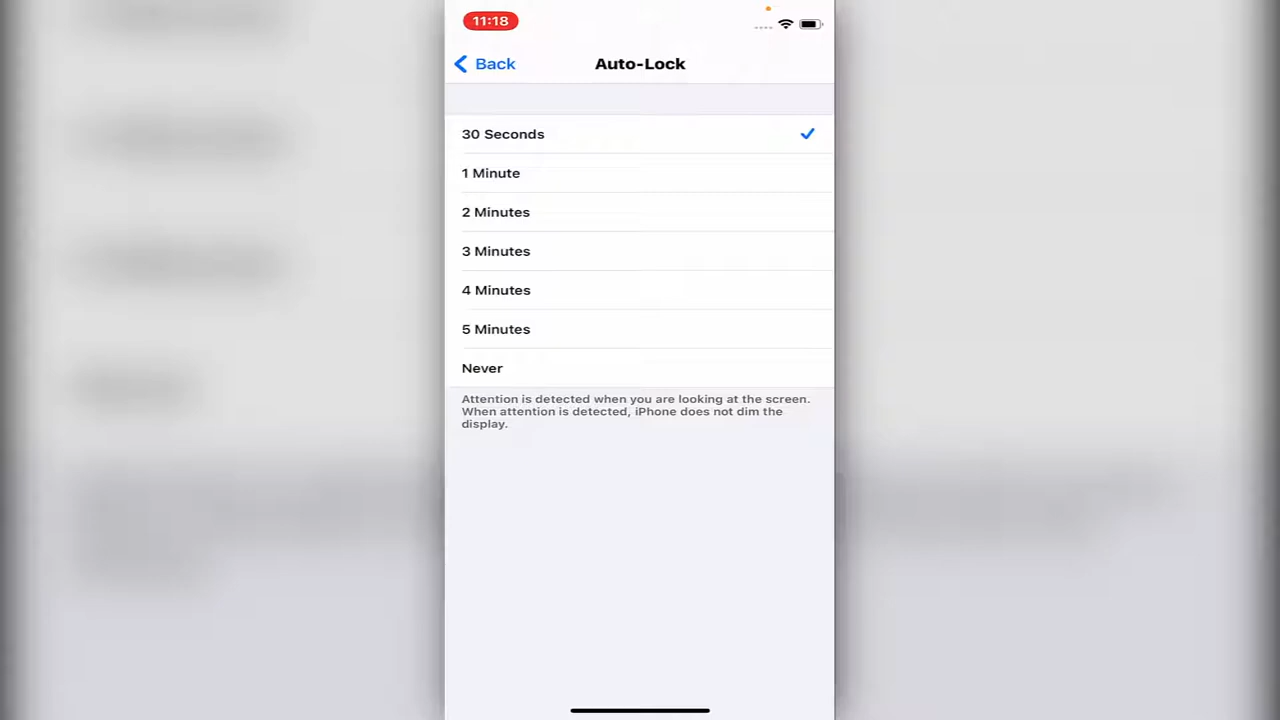 11:18
Back
Auto-Lock
30 Seconds
1 Minute
2 Minutes
3 Minutes
4 Minutes
5 Minutes
Never
Attention is detected when you are looking at the screen.
When attention is detected, iPhone does not dim the
display.